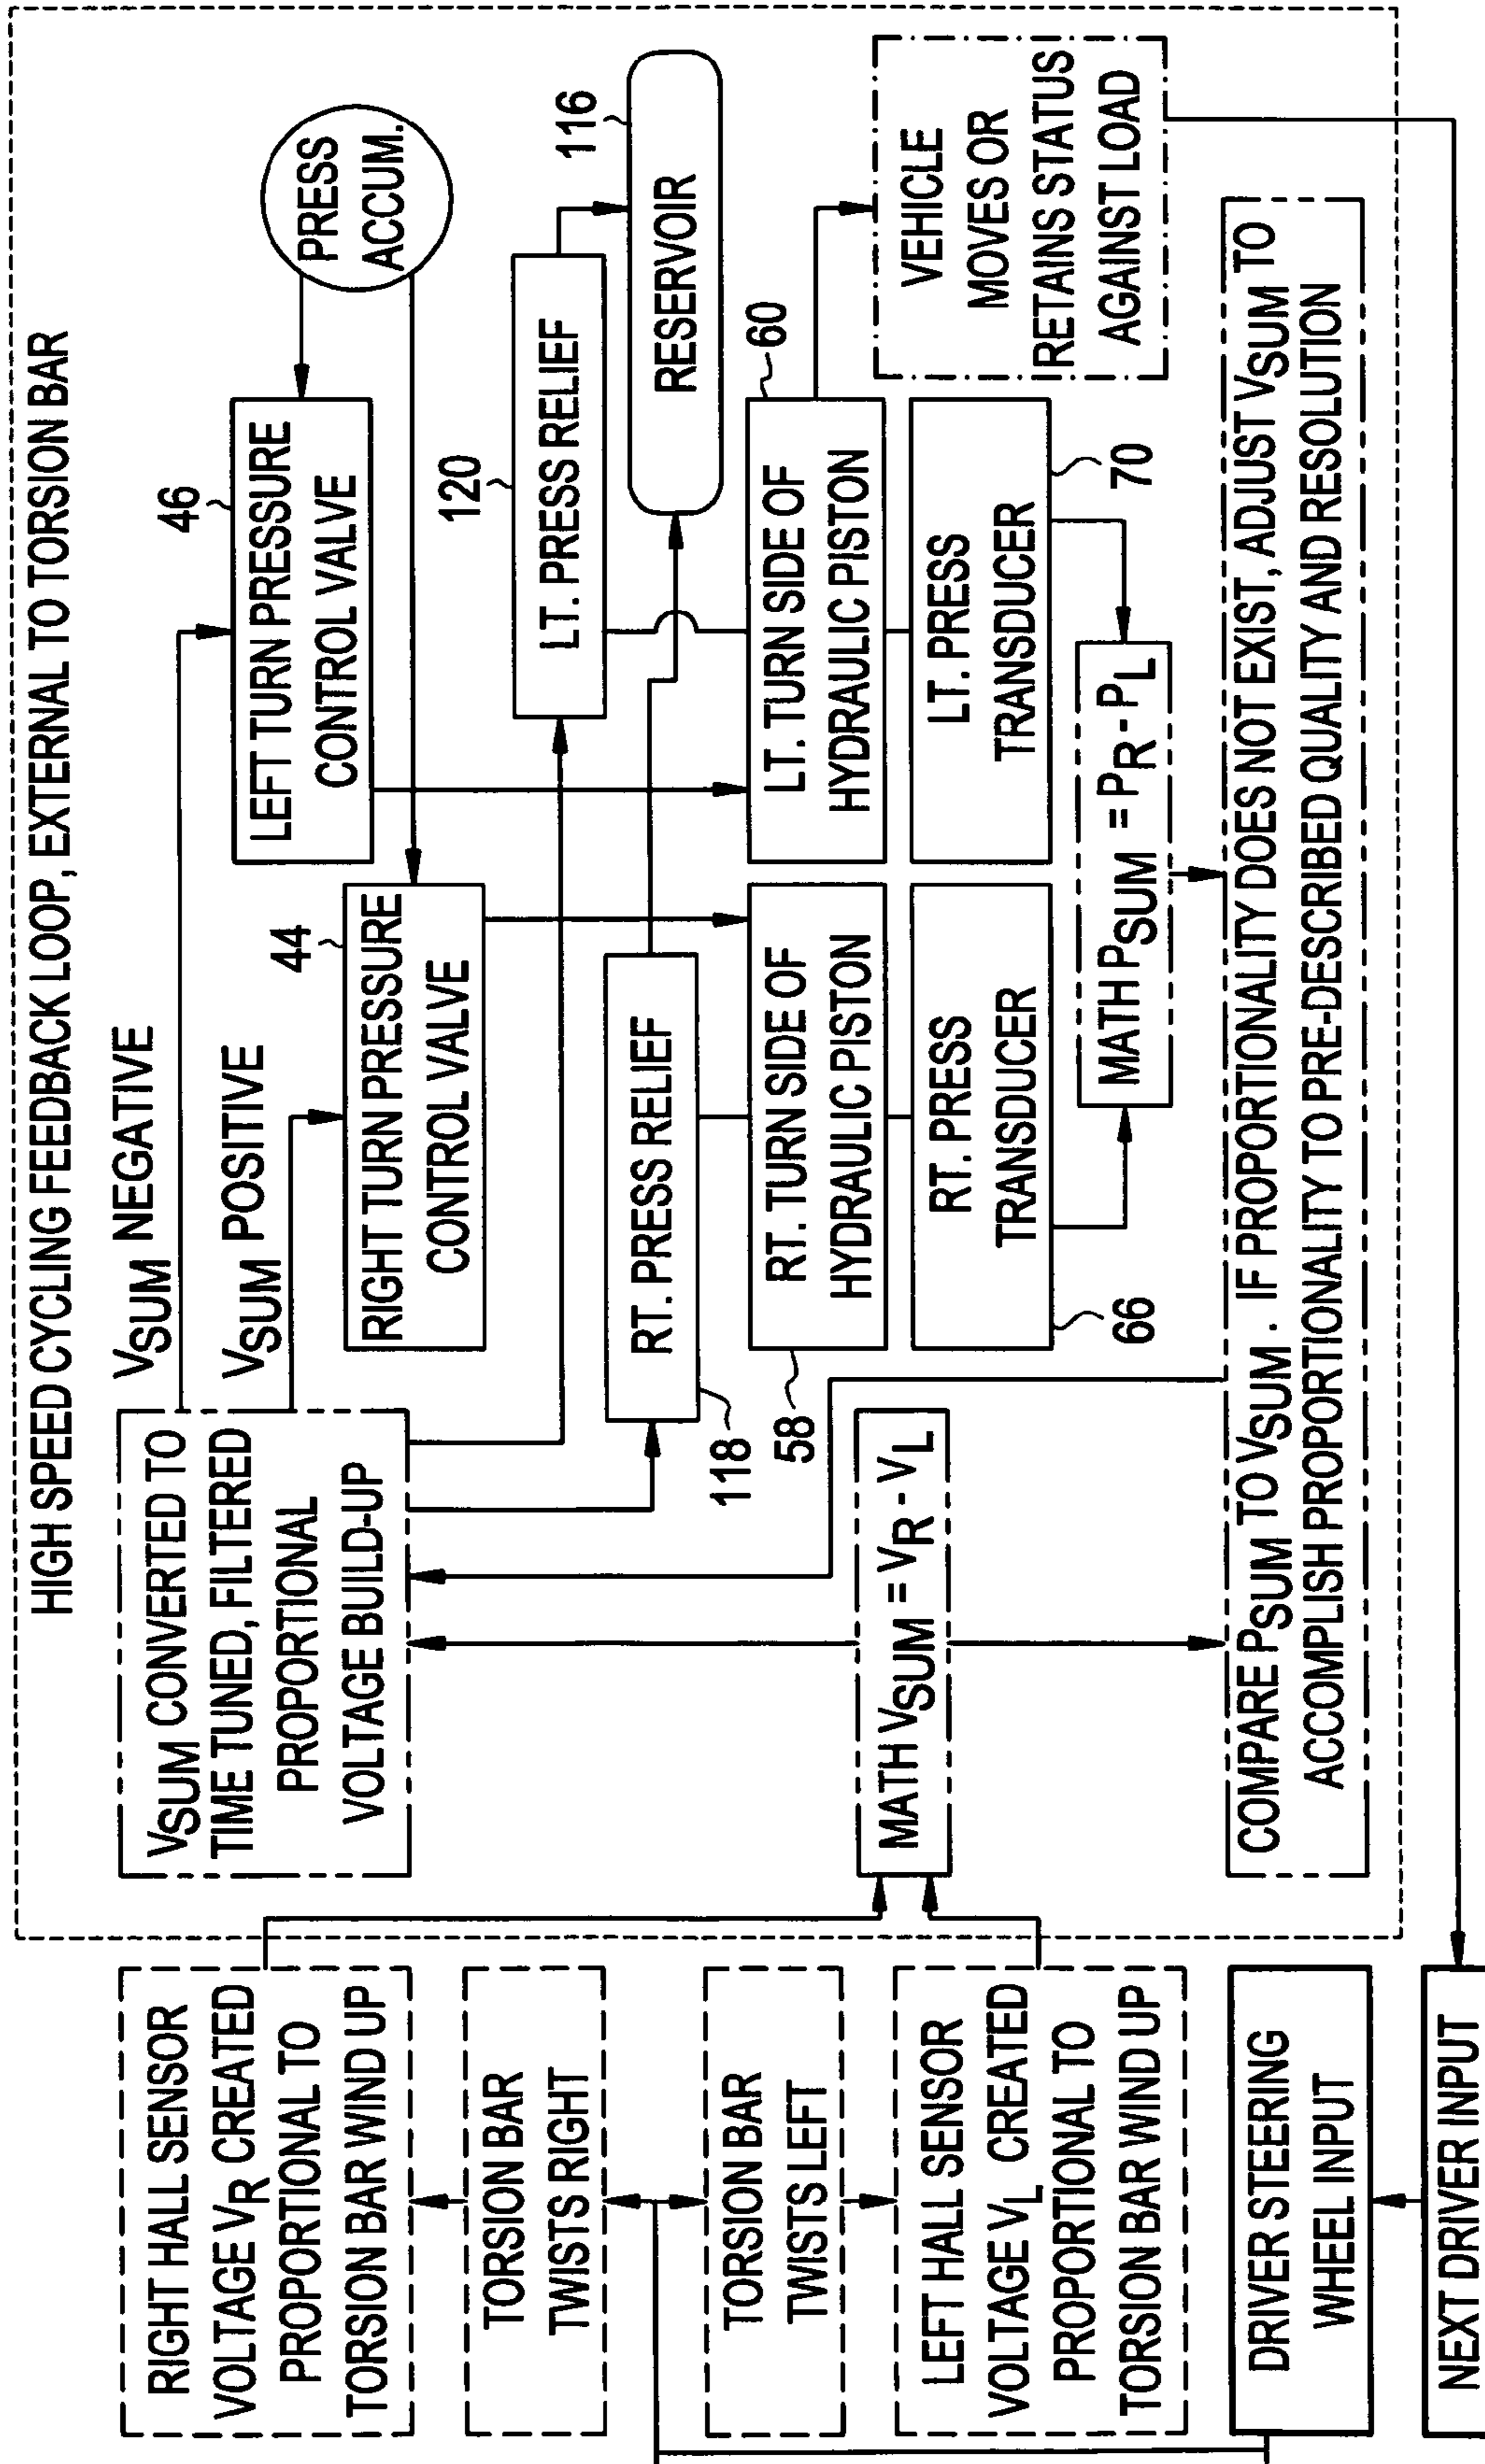 HIGH SPEED CYCLING FEEDBACK LOOP, EXTERNAL TO TORSION BAR
RIGHT HALL SENSOR
VOLTAGE VR CREATED
PROPORTIONAL TO
TORSION BAR WIND UP
TORSION BAR
TWISTS RIGHT
TORSION BAR
TWISTS LEFT
LEFT HALL SENSOR
VOLTAGE VL CREATED
PROPORTIONAL TO
TORSION BAR WIND UP
DRIVER STEERING
WHEEL INPUT
NEXT DRIVER INPUT
VSUM CONVERTED TO
TIME TUNED, FILTERED
PROPORTIONAL
VOLTAGE BUILD-UP
VSUM NEGATIVE
VSUM POSITIVE
MATH VSUM = VR - VL
44
RIGHT TURN PRESSURE
CONTROL VALVE
46
LEFT TURN PRESSURE
CONTROL VALVE
PRESS
ACCUM.
RT. PRESS RELIEF
118
120
LT. PRESS RELIEF
116
RESERVOIR
58
RT. TURN SIDE OF
HYDRAULIC PISTON
60
LT. TURN SIDE OF
HYDRAULIC PISTON
RT. PRESS
TRANSDUCER
66
LT. PRESS
TRANSDUCER
70
VEHICLE
MOVES OR
RETAINS STATUS
AGAINST LOAD
MATH PSUM = PR - PL
COMPARE PSUM TO VSUM . IF PROPORTIONALITY DOES NOT EXIST, ADJUST VSUM TO
ACCOMPLISH PROPORTIONALITY TO PRE-DESCRIBED QUALITY AND RESOLUTION